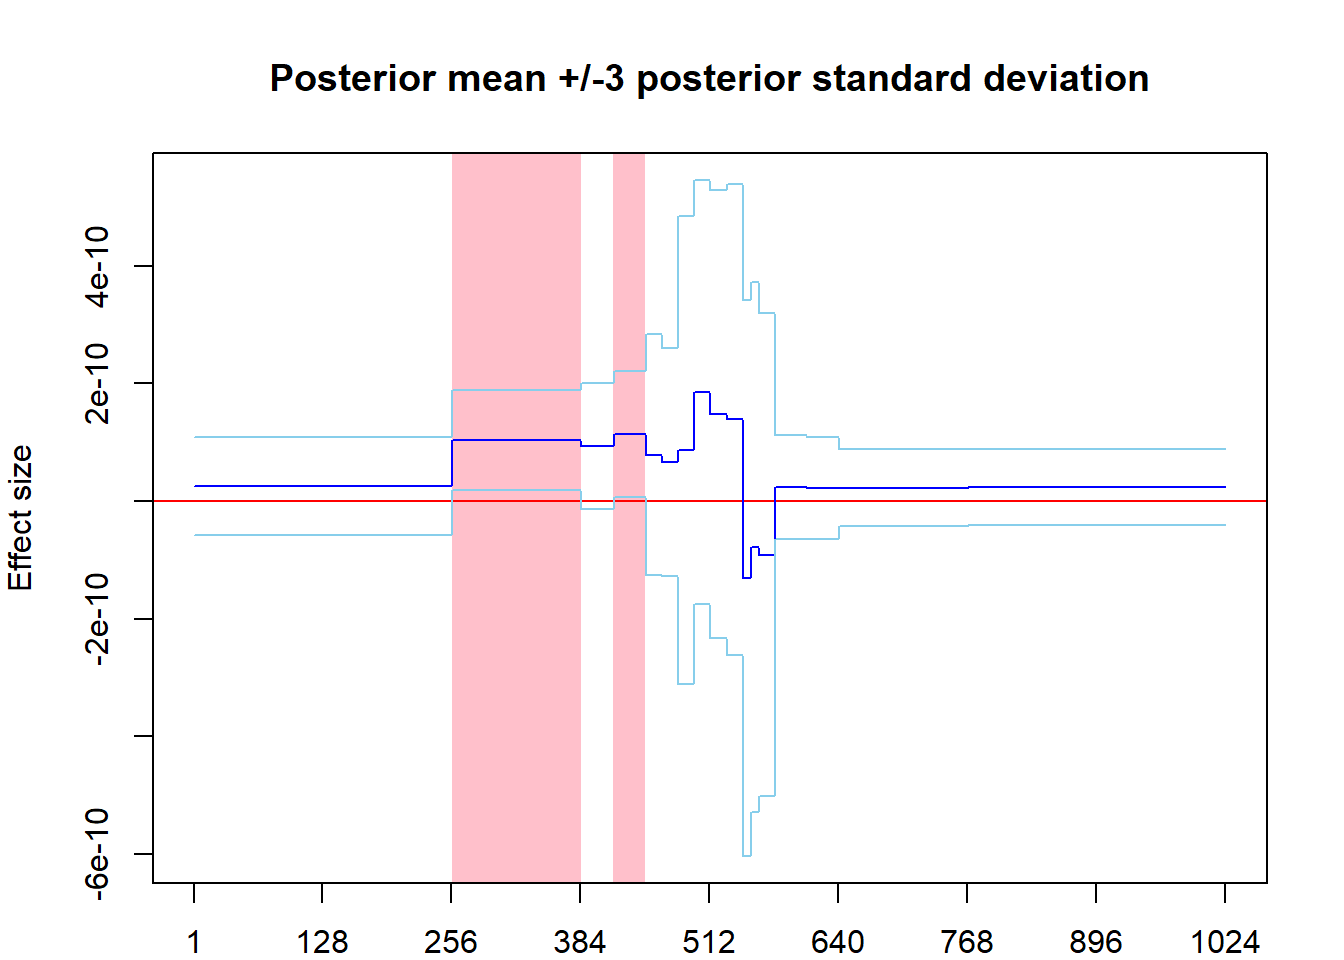 Posterior mean +/-3 posterior standard deviation
Effect size
4e-10
2e-10
-2e-10
-6e-10
1 128 256 384 512 640 768 896 1024